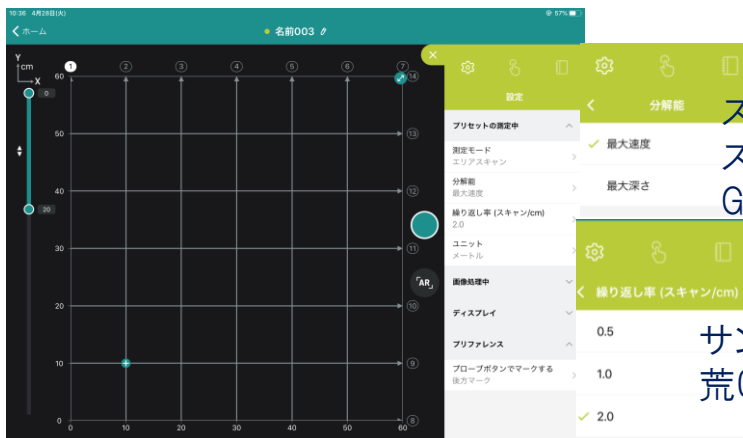 10:36 4月28日(火)
57%
ホーム
名前003
Y
cm
X
1
2
3
4
5
6
7
14
13
12
11
10
9
8
60
50
40
30
20
10
0
0
10
20
30
40
50
60
0
20
AR
設定
プリセットの測定中
測定モード
エリアスキャン
分解能
最大速度
繰り返し率 (スキャン/cm)
2.0
ユニット
メートル
画像処理中
ディスプレイ
プリファレンス
プローブボタンでマークする
後方マーク
分解能
最大速度
最大深さ
ス
ス
G
繰り返し率 (スキャン/cm)
0.5
1.0
2.0
サン
荒